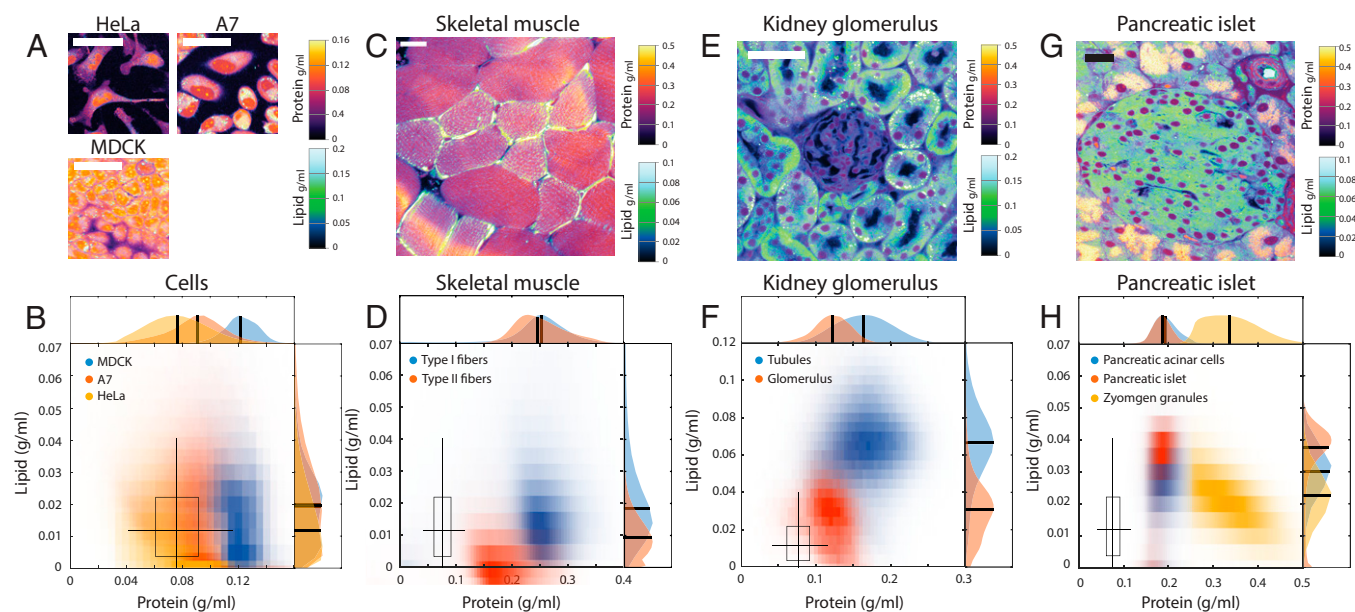 HeLa
A7
Skeletal muscle
Kidney glomerulus
Pancreatic islet
A
C
E
G
MDCK
Protein g/ml
0.16
0.12
0.08
0.04
0
Lipid g/ml
0.2
0.15
0.1
0.05
0
Protein g/ml
0.5
0.4
0.3
0.2
0.1
0
Lipid g/ml
0.1
0.08
0.06
0.04
0.02
0
Protein g/ml
0.5
0.4
0.3
0.2
0.1
0
Lipid g/ml
0.2
0.15
0.1
0.05
0
Protein g/ml
0.5
0.4
0.3
0.2
0.1
0
Lipid g/ml
0.1
0.08
0.06
0.04
0.02
0
Cells
Skeletal muscle
Kidney glomerulus
Pancreatic islet
B
MDCK
A7
HeLa
Lipid (g/ml)
0.07
0.06
0.05
0.04
0.03
0.02
0.01
0
0 0.04 0.08 0.12
Protein (g/ml)
D
Type I fibers
Type II fibers
Lipid (g/ml)
0.07
0.06
0.05
0.04
0.03
0.02
0.01
0
0 0.1 0.2 0.3 0.4
Protein (g/ml)
F
Tubules
Glomerulus
Lipid (g/ml)
0.12
0.1
0.08
0.06
0.04
0.02
0
0 0.1 0.2 0.3
Protein (g/ml)
H
Pancreatic acinar cells
Pancreatic islet
Zyomgen granules
Lipid (g/ml)
0.07
0.06
0.05
0.04
0.03
0.02
0.01
0
0 0.1 0.2 0.3 0.4 0.5
Protein (g/ml)